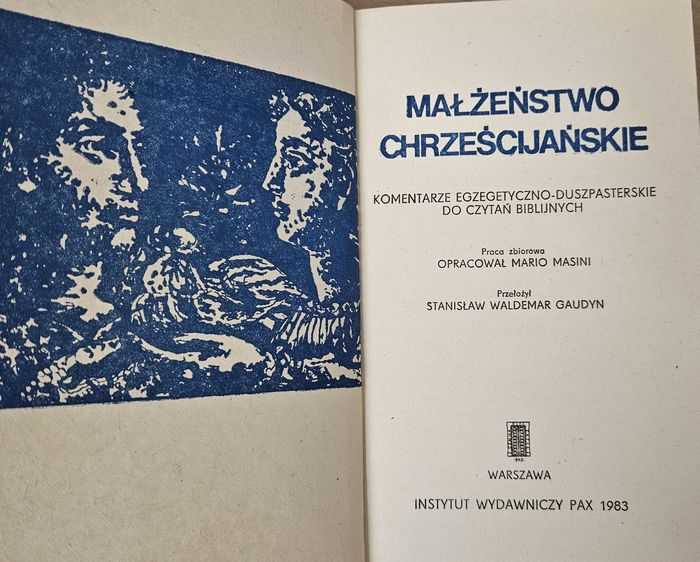 MAŁŻEŃSTWO
CHRZEŚCIJAŃSKIE
KOMENTARZE EGZEGETYCZNO-DUSZPASTERSKIE
DO CZYTAŃ BIBLIJNYCH
Praca zbiorowa
OPRACOWAŁ MARIO MASINI
Przełożył
STANISŁAW WALDEMAR GAUDYN
PAX
WARSZAWA
INSTYTUT WYDAWNICZY PAX 1983